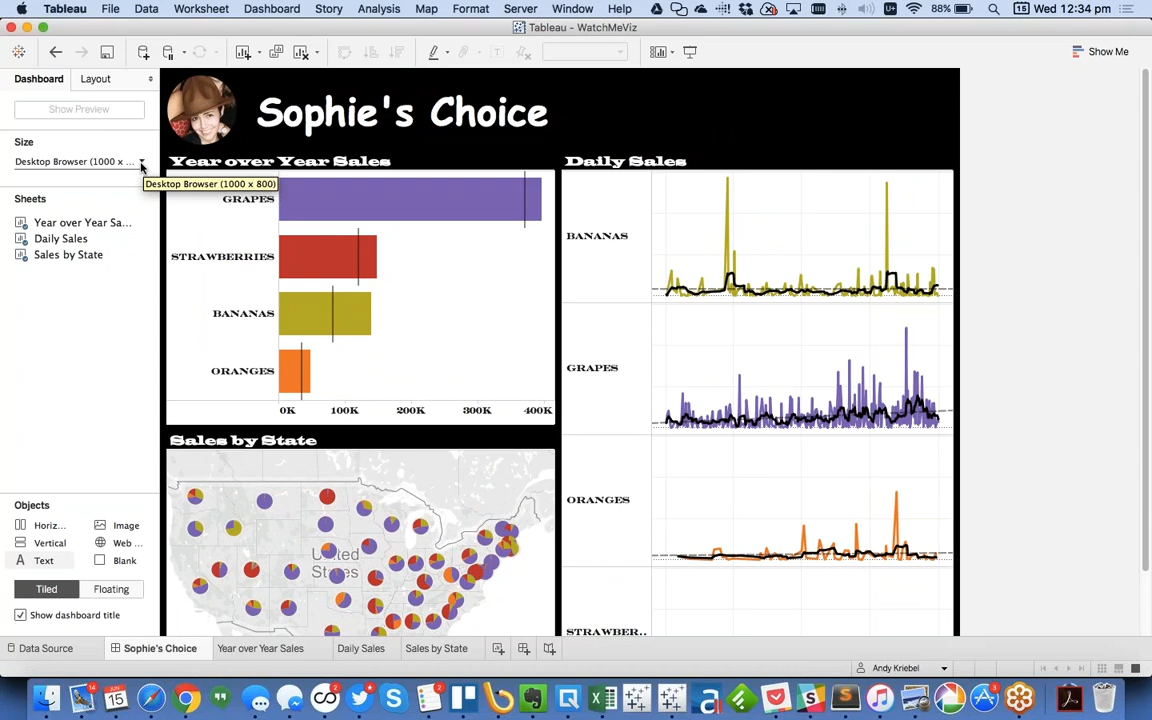 Tableau File Data Worksheet Dashboard Story Analysis Map Format Server Window Help 88% Wed 12:34 pm
Tableau - WatchMeViz
Show Me
Dashboard Layout
Show Preview
Size
Desktop Browser (1000 x ...
Desktop Browser (1000 x 800)
Sheets
Year over Year Sa...
Daily Sales
Sales by State
Objects
Horiz... Image
Vertical Web ...
Text Blank
Tiled Floating
Show dashboard title
Sophie's Choice
Year over Year Sales
GRAPES
STRAWBERRIES
BANANAS
ORANGES
0K 100K 200K 300K 400K
Sales by State
United
States
Daily Sales
BANANAS
GRAPES
ORANGES
STRAWBER..
Data Source Sophie's Choice Year over Year Sales Daily Sales Sales by State
Andy Kriebel